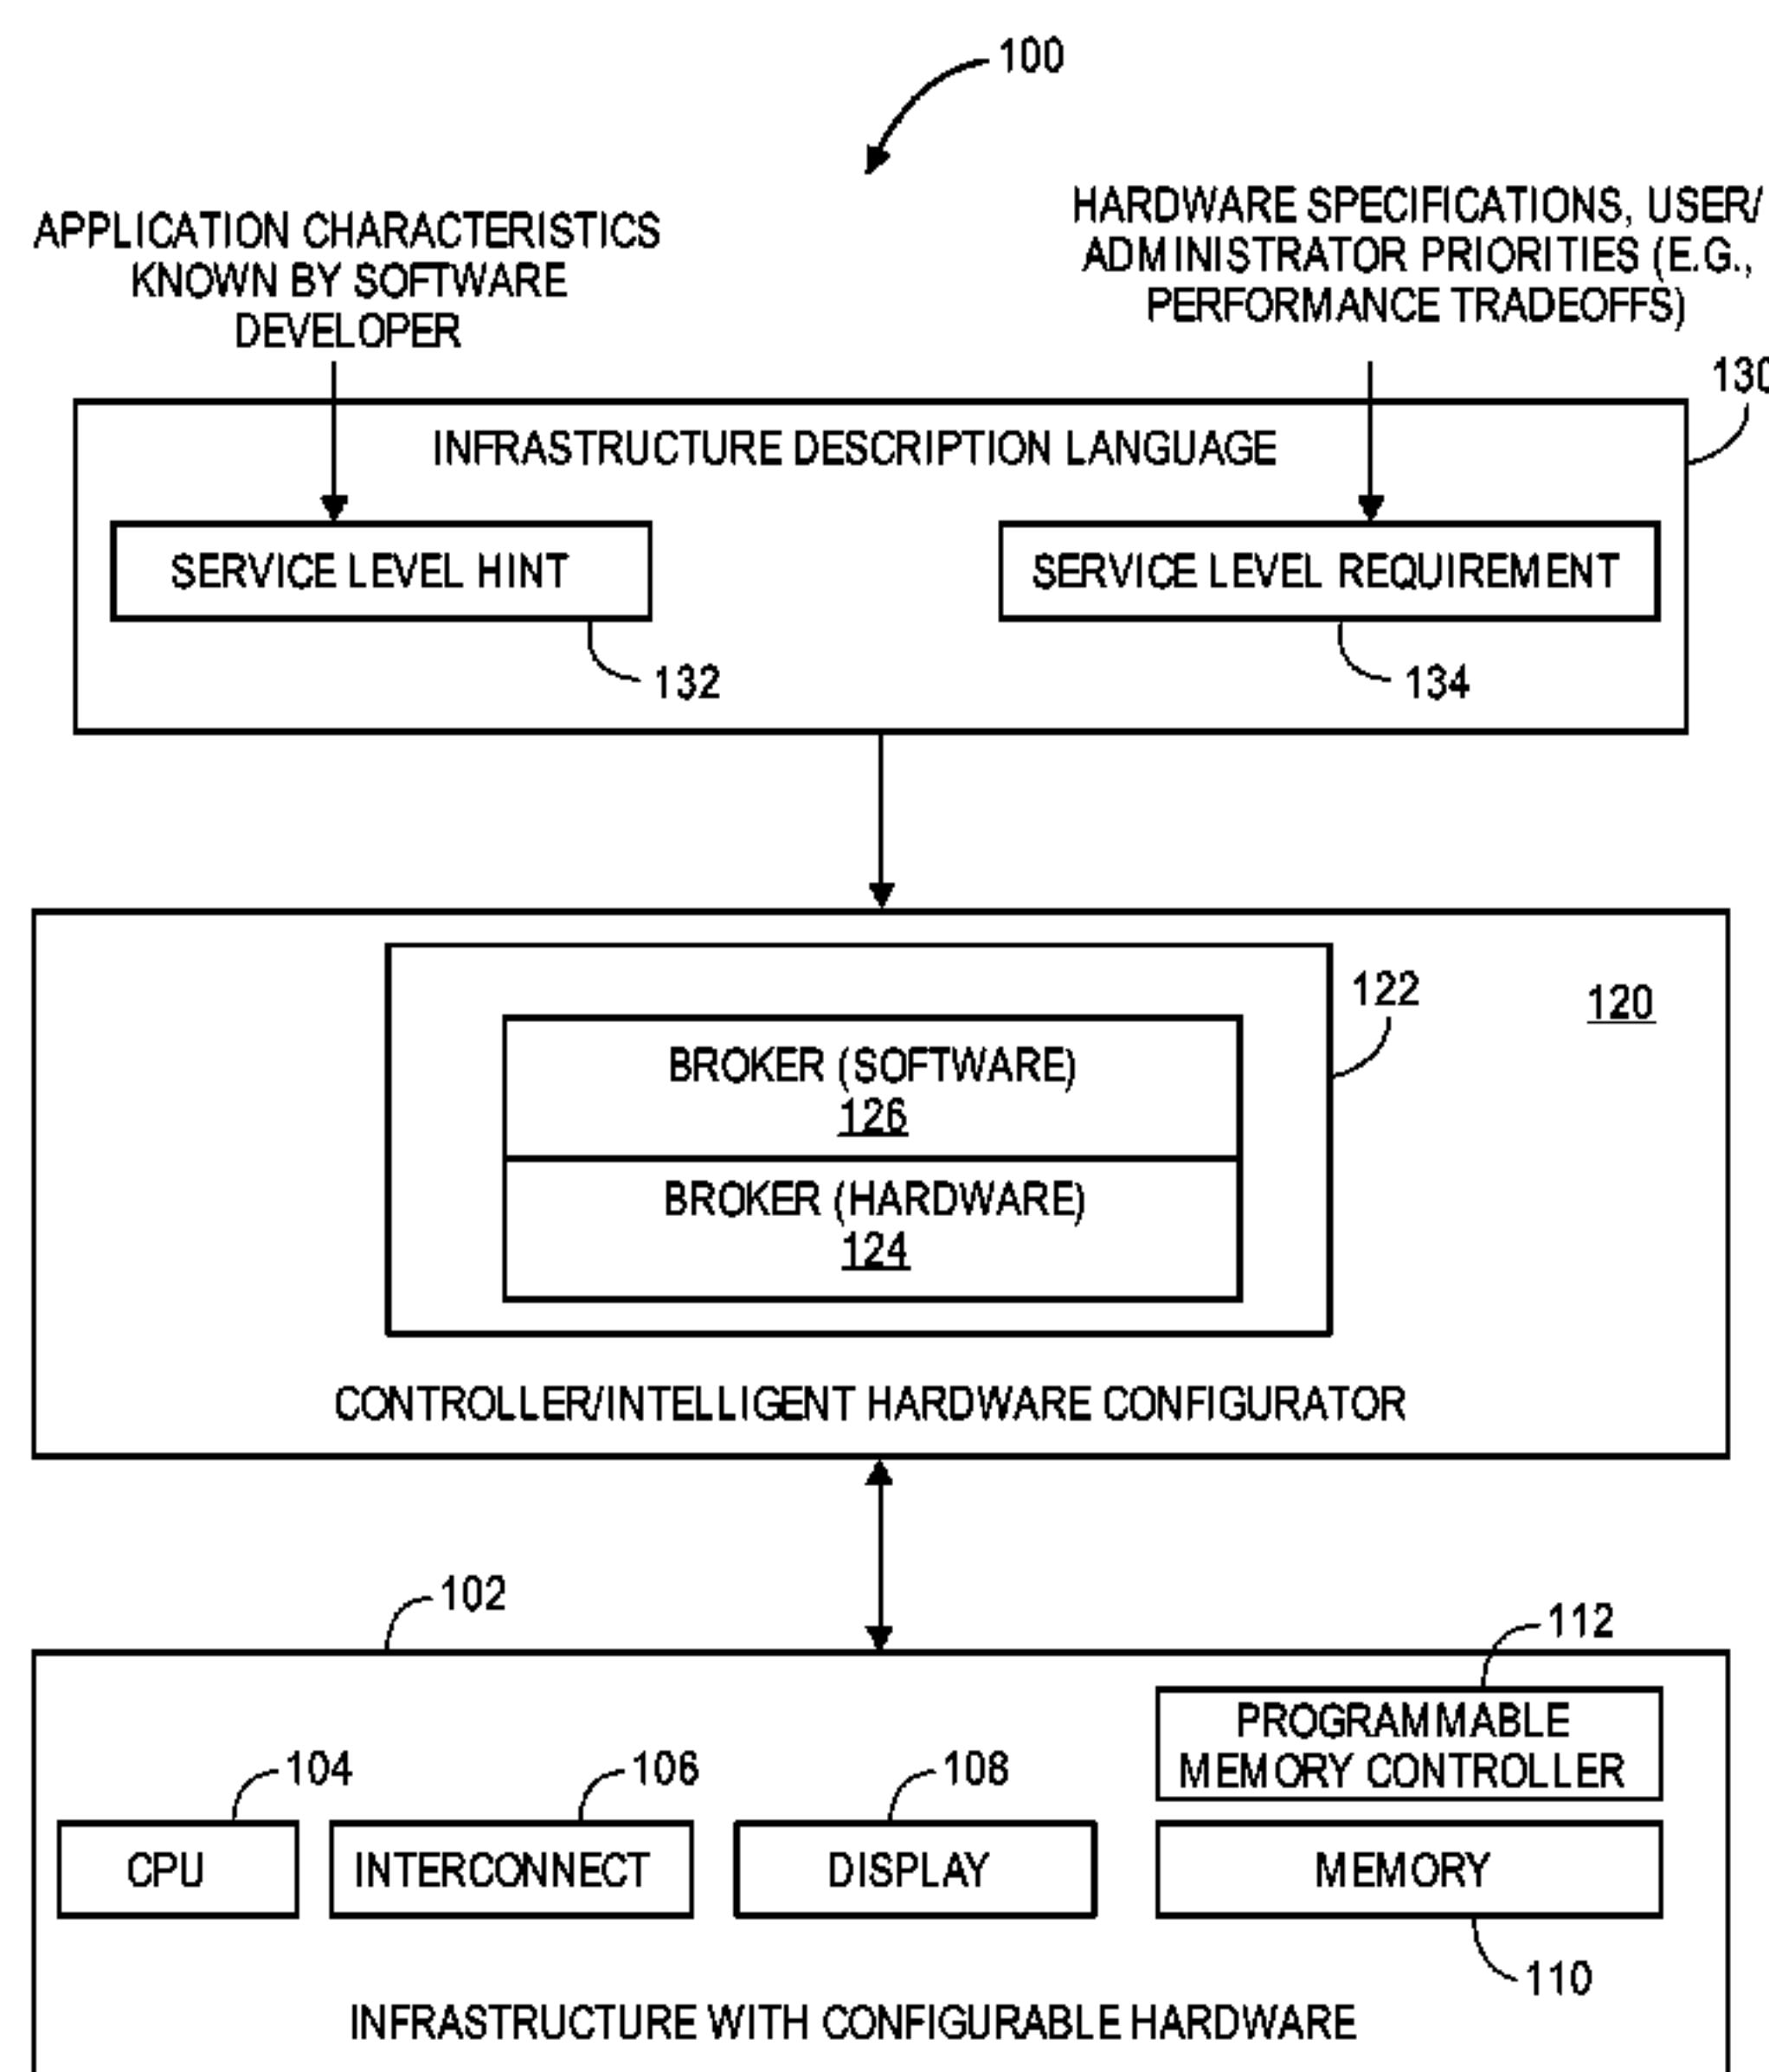 100
APPLICATION CHARACTERISTICS
KNOWN BY SOFTWARE
DEVELOPER
HARDWARE SPECIFICATIONS, USER/
ADMINISTRATOR PRIORITIES (E.G.,
PERFORMANCE TRADEOFFS)
130
INFRASTRUCTURE DESCRIPTION LANGUAGE
SERVICE LEVEL HINT
SERVICE LEVEL REQUIREMENT
132
134
122
120
BROKER (SOFTWARE)
126
BROKER (HARDWARE)
124
CONTROLLER/INTELLIGENT HARDWARE CONFIGURATOR
102
112
PROGRAMMABLE
MEMORY CONTROLLER
104
106
108
CPU
INTERCONNECT
DISPLAY
MEMORY
110
INFRASTRUCTURE WITH CONFIGURABLE HARDWARE